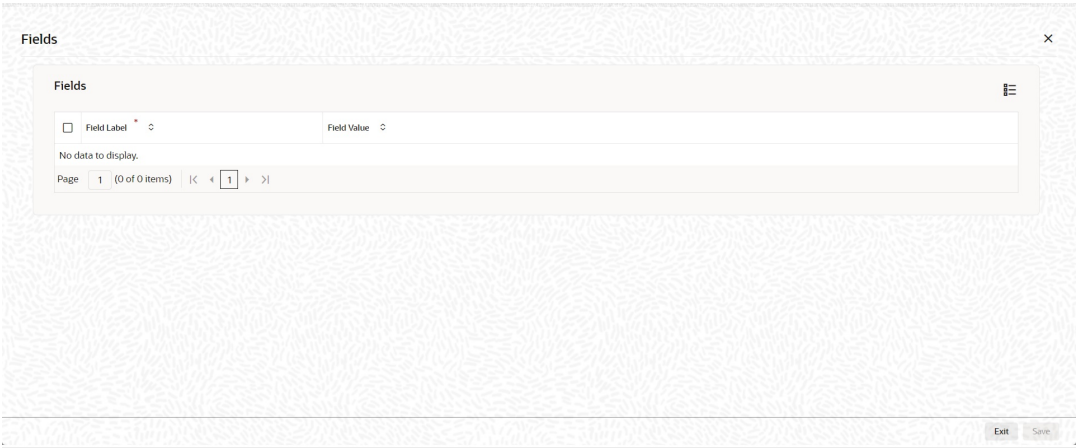 Fields
Fields
Field Label * Field Value
No data to display.
Page 1 (0 of 0 items) 1
Exit Save